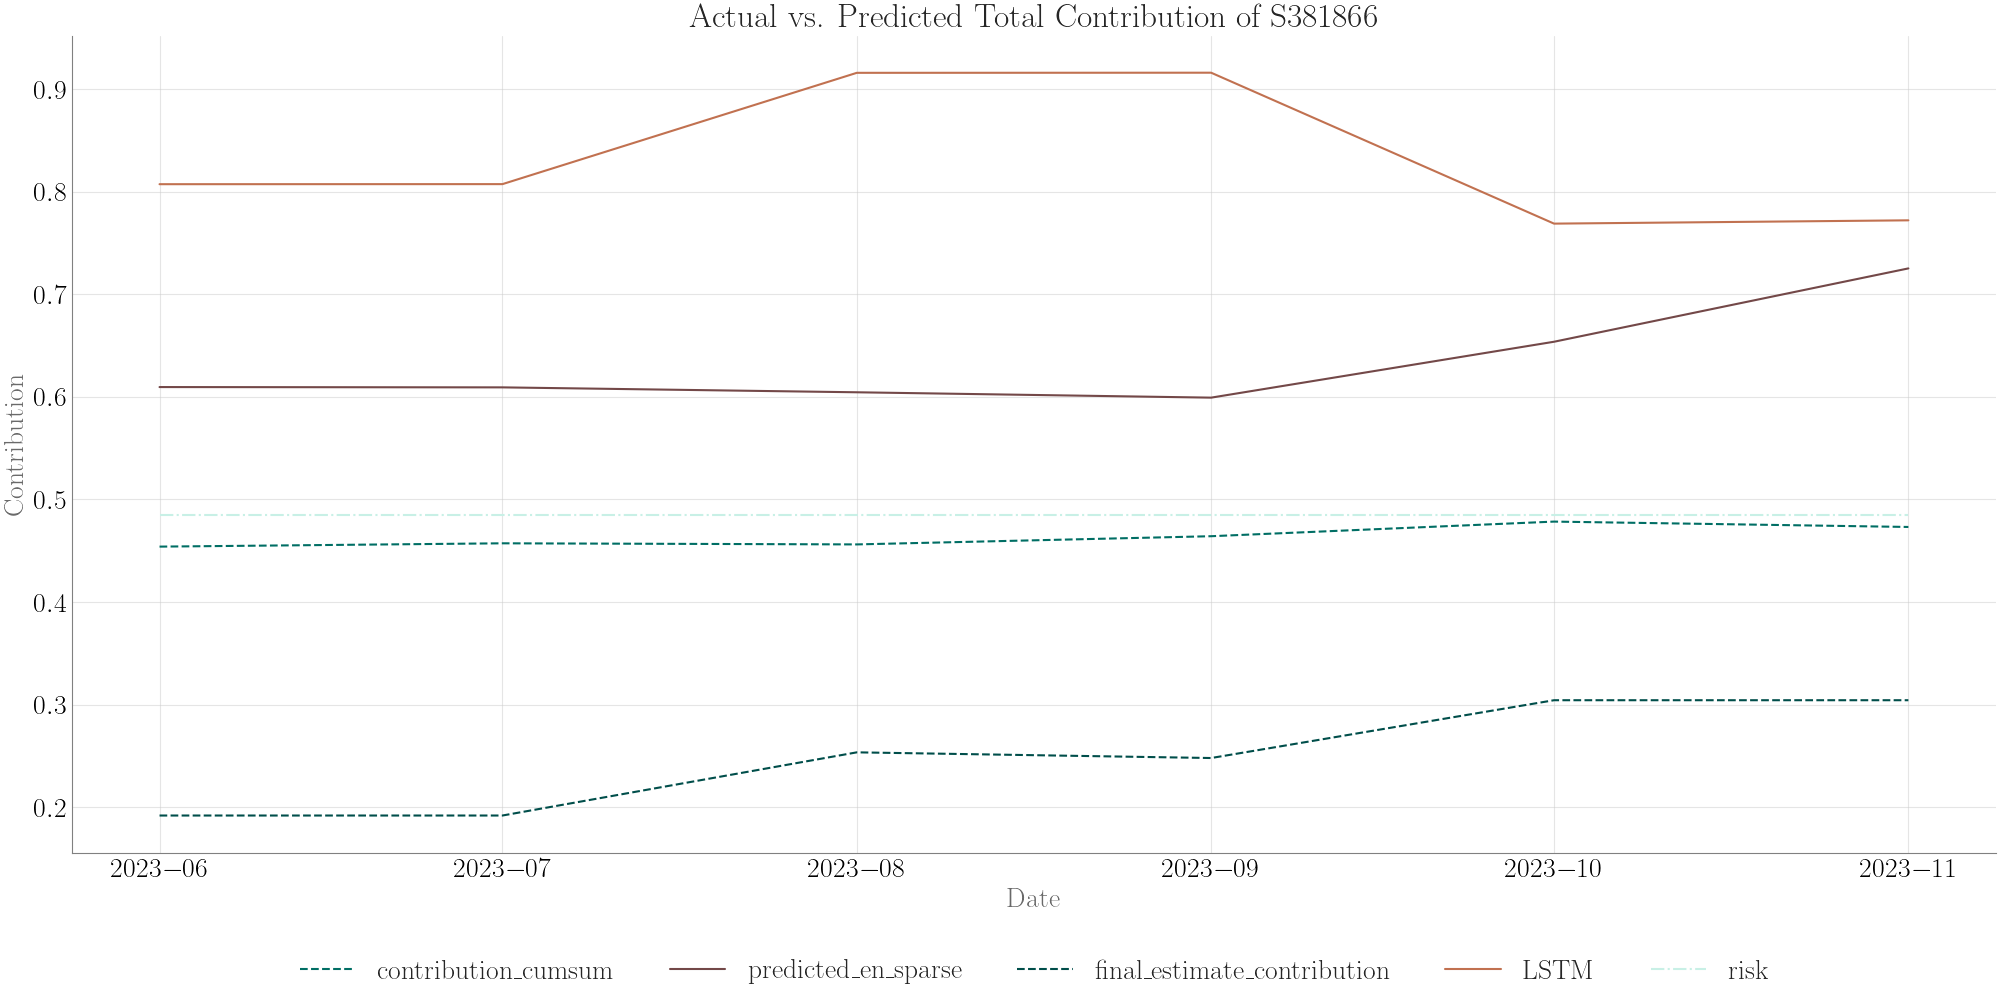 Actual vs. Predicted Total Contribution of S381866
Contribution
0.9
0.8
0.7
0.6
0.5
0.4
0.3
0.2
2023−06 2023−07 2023−08 2023−09 2023−10 2023−11
Date
contribution_cumsum predicted_en_sparse final_estimate_contribution LSTM risk